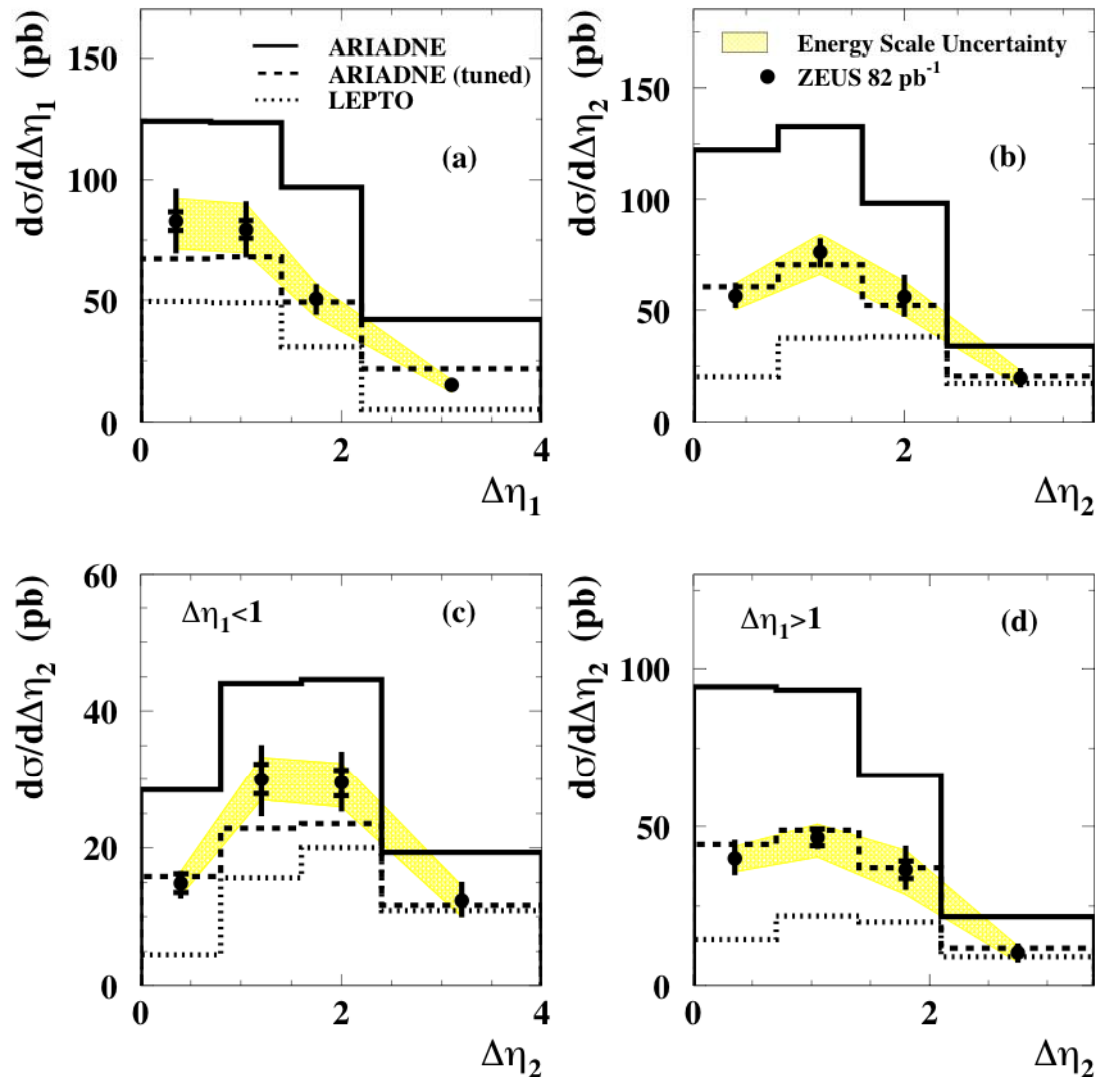 dσ/dΔη₁ (pb)
150
100
50
0
ARIADNE
ARIADNE (tuned)
LEPTO
(a)
0 2 4
Δη₁
dσ/dΔη₂ (pb)
150
100
50
0
Energy Scale Uncertainty
ZEUS 82 pb⁻¹
(b)
0 2
Δη₂
dσ/dΔη₂ (pb)
60
40
20
0
Δη₁<1
(c)
0 2 4
Δη₂
dσ/dΔη₂ (pb)
100
50
0
Δη₁>1
(d)
0 2
Δη₂